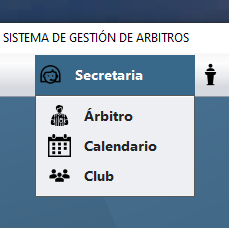 SISTEMA DE GESTIÓN DE ARBITROS
Secretaria
Árbitro
Calendario
Club